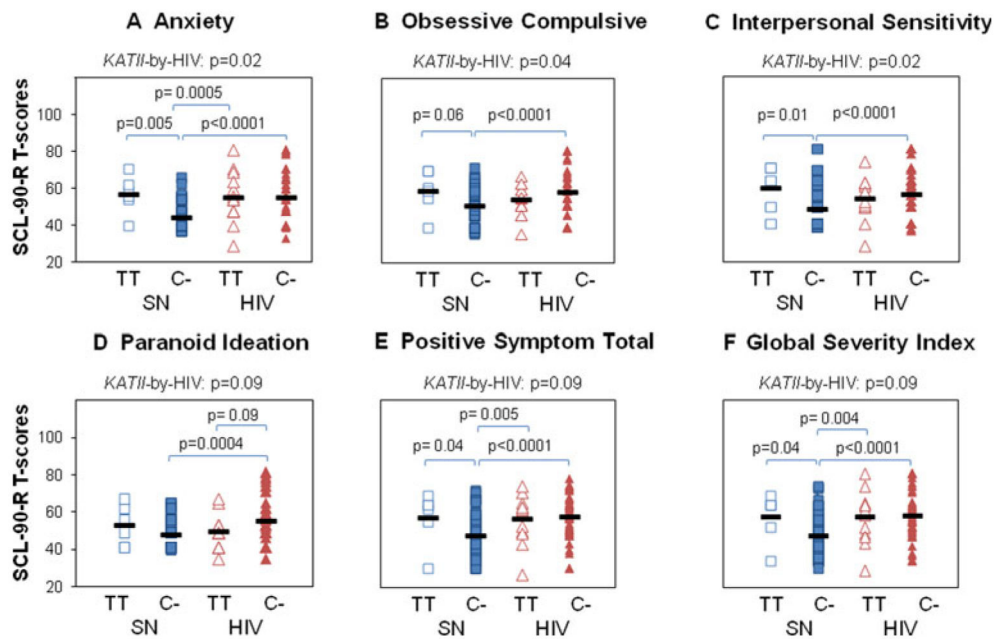 A Anxiety
KATII-by-HIV: p=0.02
p= 0.0005
p=0.005 p<0.0001
SCL-90-R T-scores
100
80
60
40
20
TT C- TT C-
SN HIV
B Obsessive Compulsive
KATII-by-HIV: p=0.04
p= 0.06 p<0.0001
TT C- TT C-
SN HIV
C Interpersonal Sensitivity
KATII-by-HIV: p=0.02
p= 0.01 p<0.0001
TT C- TT C-
SN HIV
D Paranoid Ideation
KATII-by-HIV: p=0.09
p= 0.09
p=0.0004
SCL-90-R T-scores
100
80
60
40
20
TT C- TT C-
SN HIV
E Positive Symptom Total
KATII-by-HIV: p=0.09
p= 0.005
p= 0.04 p<0.0001
TT C- TT C-
SN HIV
F Global Severity Index
KATII-by-HIV: p=0.09
p= 0.004
p=0.04 p<0.0001
TT C- TT C-
SN HIV